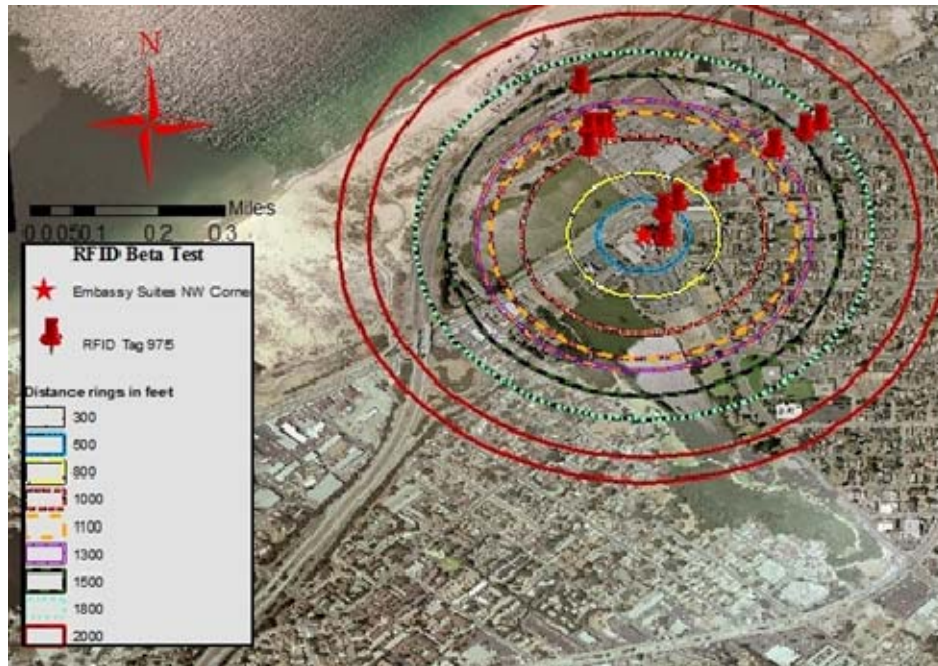 N
Miles
0 0.05 0.1 0.2 0.3
RFID Beta Test
Embassy Suites NW Corne
RFID Tag 975
Distance rings in feet
300
500
800
1000
1100
1300
1500
1800
2000